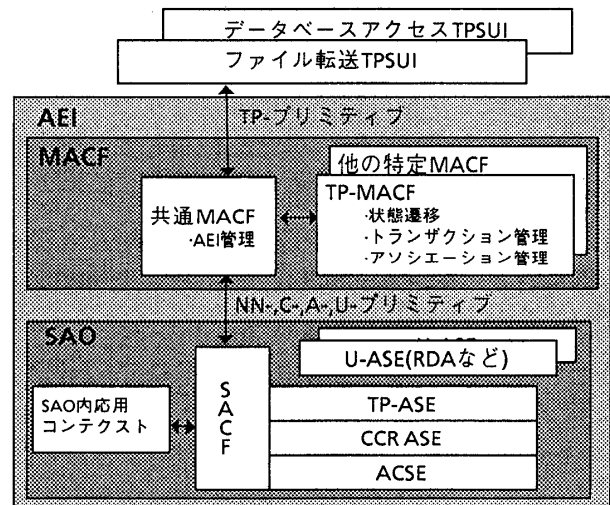 データベースアクセスTPSUI
ファイル転送TPSUI
TP-プリミティブ
AEI
MACF
他の特定MACF
共通MACF
·AEI管理
TP-MACF
·状態遷移
·トランザクション管理
·アソシエーション管理
NN-,C-,A-,U-プリミティブ
SAO
U-ASE(RDAなど)
SAO内応用
コンテクスト
SACF
TP-ASE
CCR ASE
ACSE